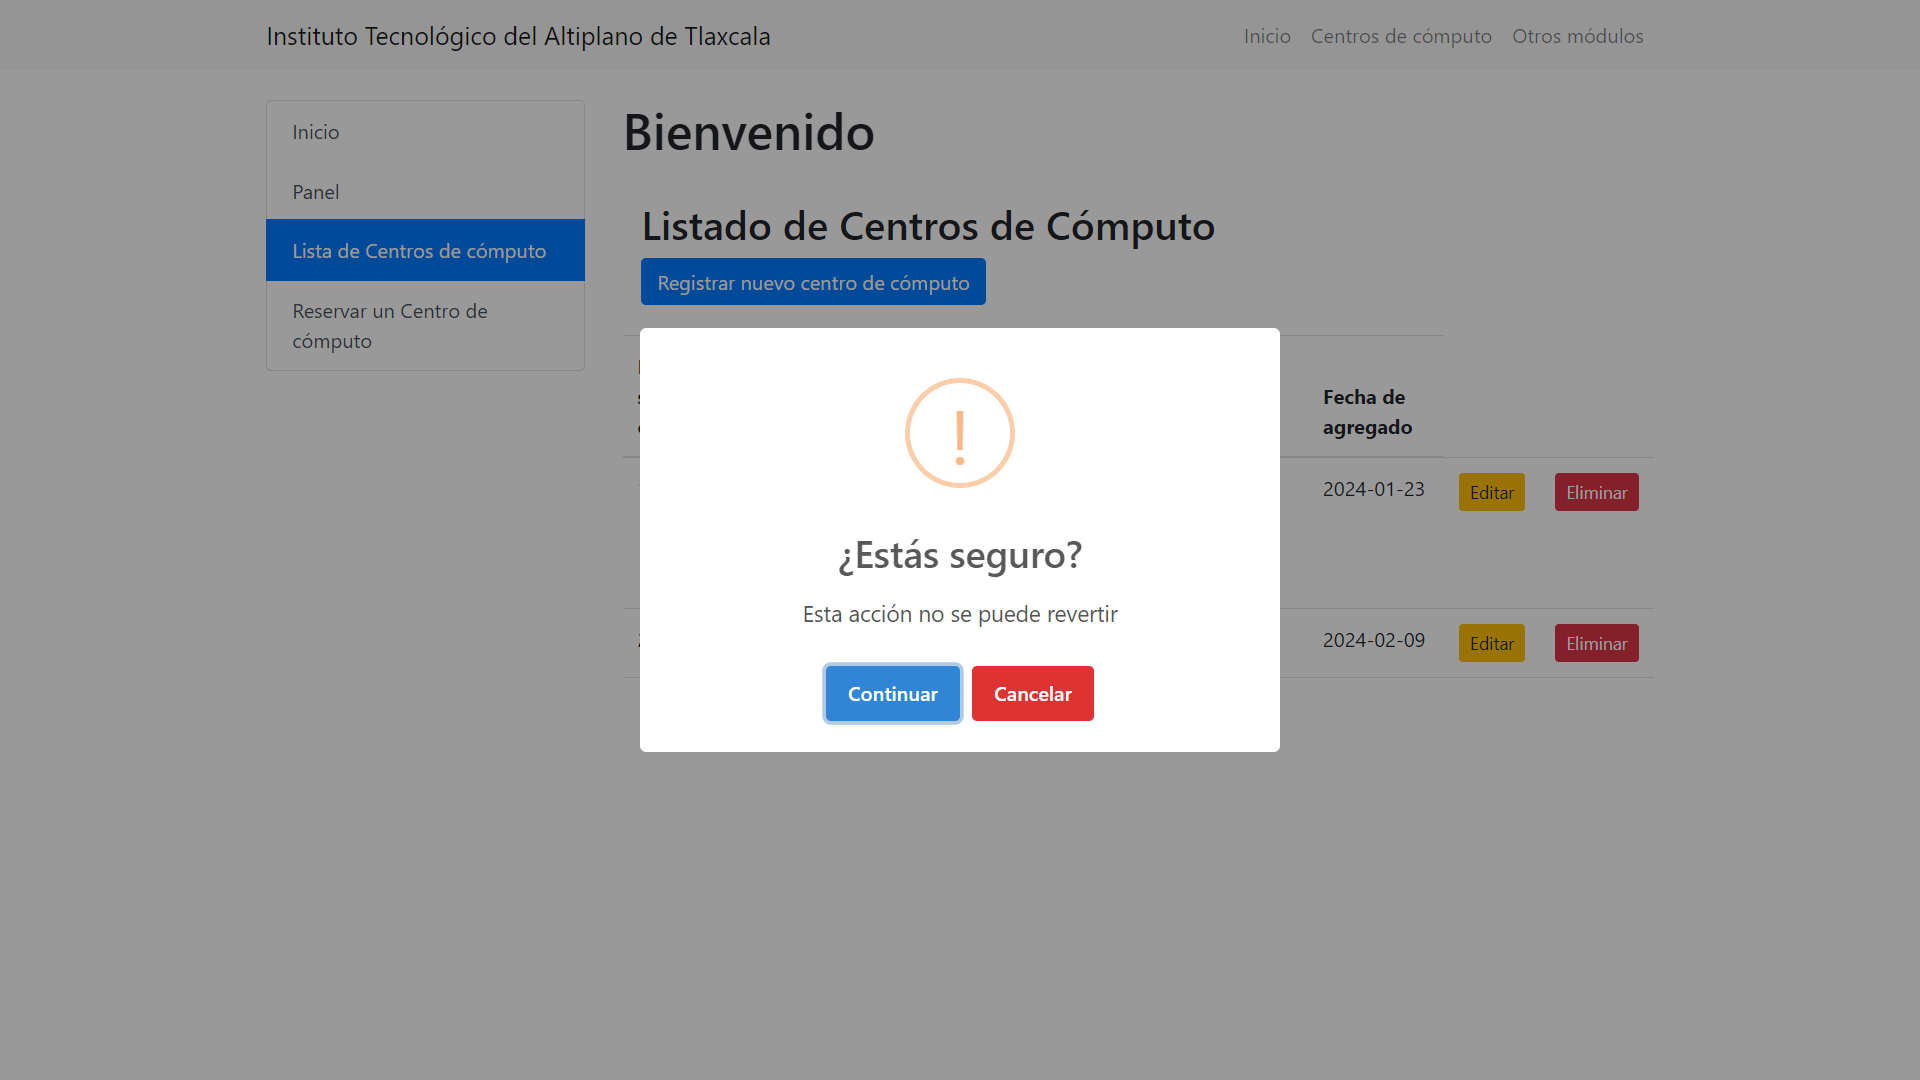 Instituto Tecnológico del Altiplano de Tlaxcala
Inicio Centros de cómputo Otros módulos
Inicio
Panel
Lista de Centros de cómputo
Reservar un Centro de
cómputo
Bienvenido
Listado de Centros de Cómputo
Registrar nuevo centro de cómputo
Fecha de
agregado
2024-01-23 Editar Eliminar
2024-02-09 Editar Eliminar
!
¿Estás seguro?
Esta acción no se puede revertir
Continuar Cancelar